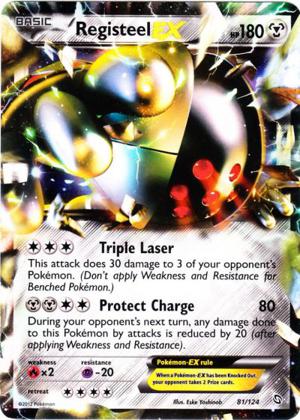 BASIC
Registeel EX HP180
Triple Laser
This attack does 30 damage to 3 of your opponent's
Pokémon. (Don't apply Weakness and Resistance for
Benched Pokémon.)
Protect Charge 80
During your opponent's next turn, any damage done
to this Pokémon by attacks is reduced by 20 (after
applying Weakness and Resistance).
weakness resistance
×2 -20
retreat
Pokémon-EX rule
When a Pokémon-EX has been Knocked Out,
your opponent takes 2 Prize cards.
©2012 Pokémon
Illus. Eske Yoshinob
81/124